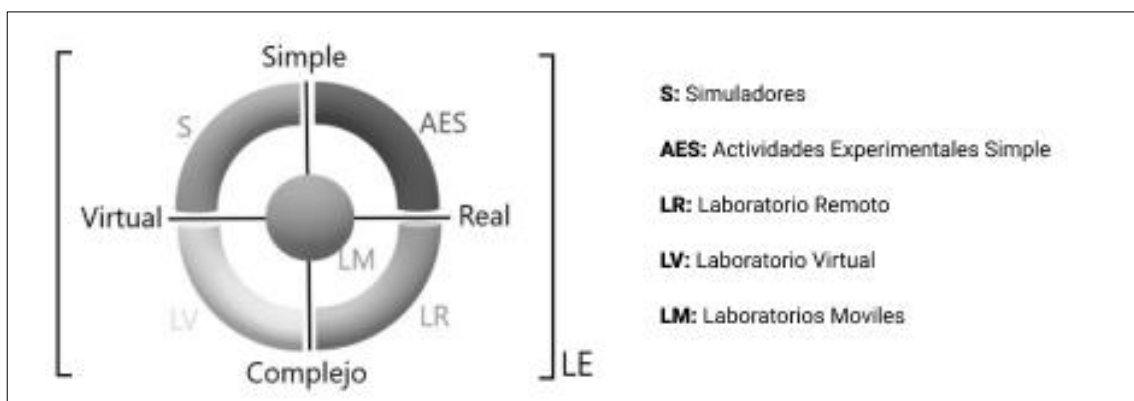 Simple
S
AES
Virtual
Real
LM
LV
LR
Complejo
LE
S: Simuladores
AES: Actividades Experimentales Simple
LR: Laboratorio Remoto
LV: Laboratorio Virtual
LM: Laboratorios Moviles